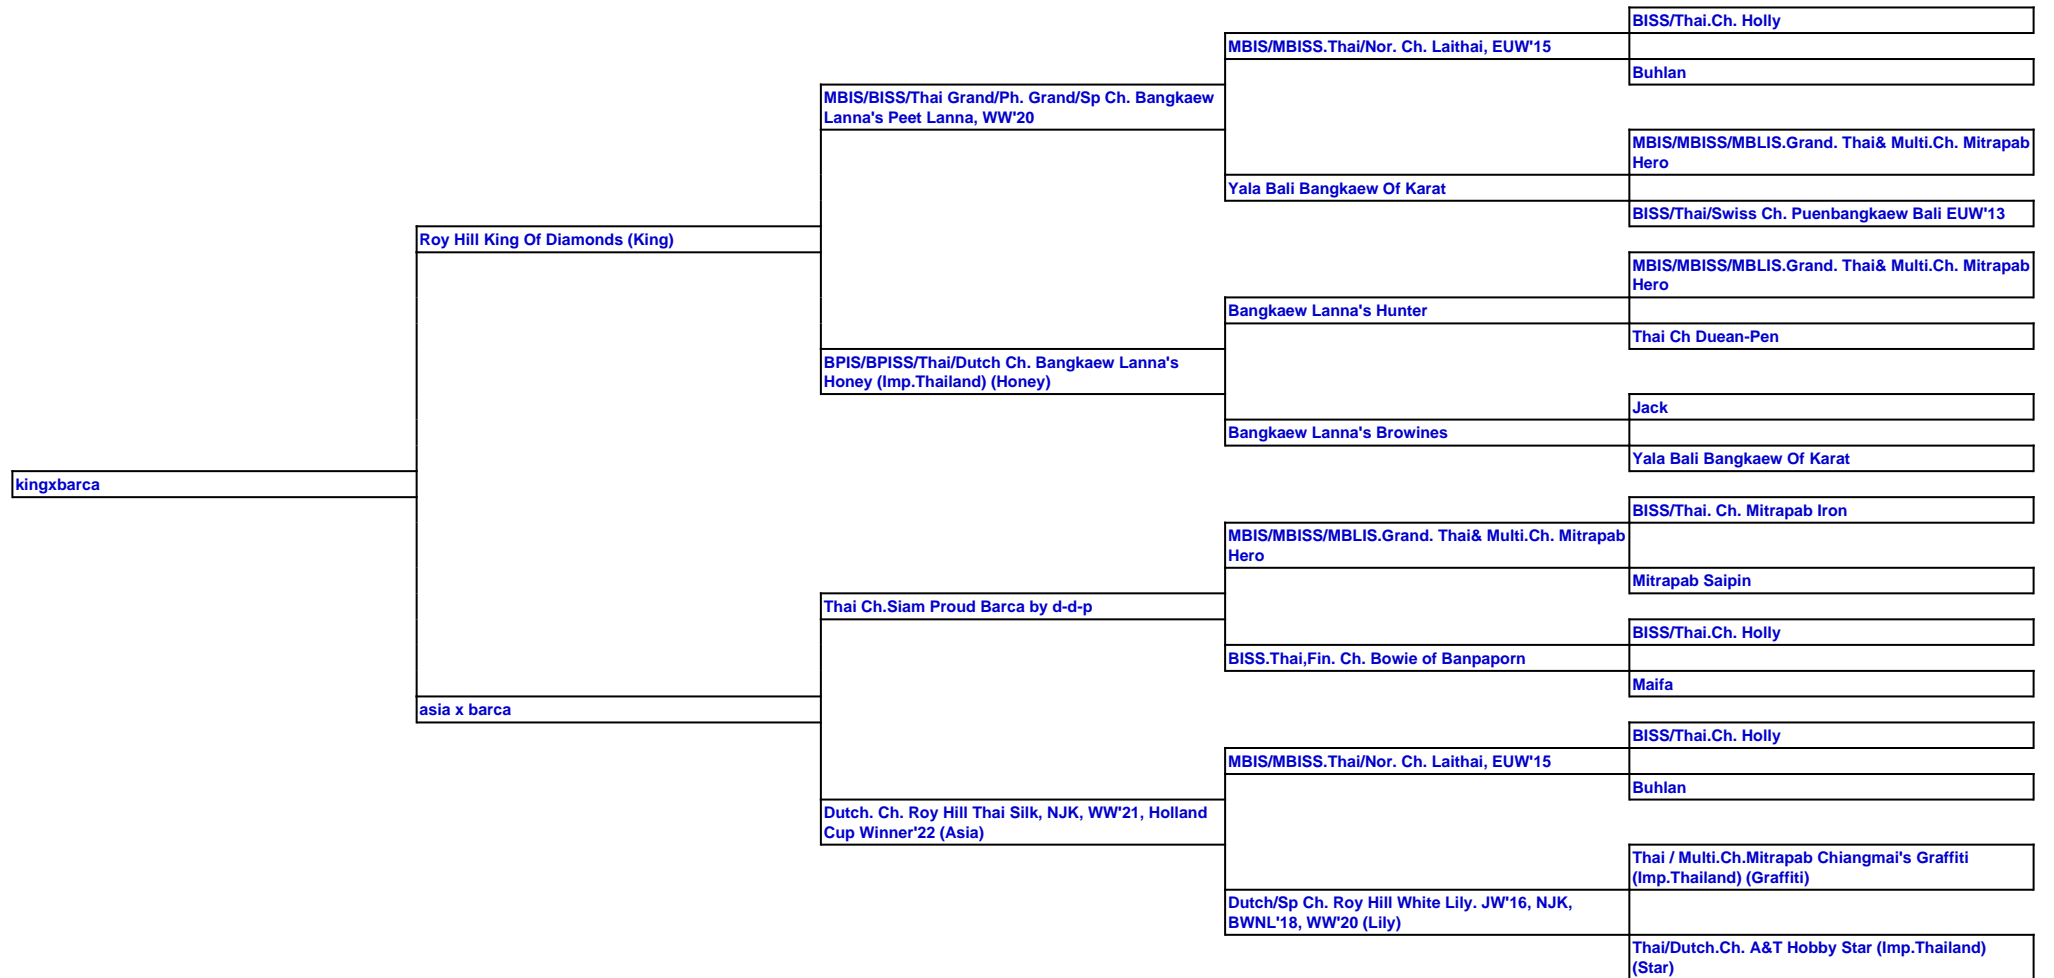 BISS/Thai.Ch. Holly
MBIS/MBISS.Thai/Nor. Ch. Laithai, EUW'15
Buhlan
MBIS/BISS/Thai Grand/Ph. Grand/Sp Ch. Bangkaew
Lanna's Peet Lanna, WW'20
MBIS/MBISS/MBLIS.Grand. Thai& Multi.Ch. Mitrapab
Hero
Yala Bali Bangkaew Of Karat
BISS/Thai/Swiss Ch. Puenbangkaew Bali EUW'13
Roy Hill King Of Diamonds (King)
MBIS/MBISS/MBLIS.Grand. Thai& Multi.Ch. Mitrapab
Hero
Bangkaew Lanna's Hunter
Thai Ch Duean-Pen
BPIS/BPISS/Thai/Dutch Ch. Bangkaew Lanna's
Honey (Imp.Thailand) (Honey)
Jack
Bangkaew Lanna's Browines
Yala Bali Bangkaew Of Karat
kingxbarca
BISS/Thai. Ch. Mitrapab Iron
MBIS/MBISS/MBLIS.Grand. Thai& Multi.Ch. Mitrapab
Hero
Mitrapab Saipin
Thai Ch.Siam Proud Barca by d-d-p
BISS/Thai.Ch. Holly
BISS.Thai,Fin. Ch. Bowie of Banpaporn
Maifa
asia x barca
BISS/Thai.Ch. Holly
MBIS/MBISS.Thai/Nor. Ch. Laithai, EUW'15
Buhlan
Dutch. Ch. Roy Hill Thai Silk, NJK, WW'21, Holland
Cup Winner'22 (Asia)
Thai / Multi.Ch.Mitrapab Chiangmai's Graffiti
(Imp.Thailand) (Graffiti)
Dutch/Sp Ch. Roy Hill White Lily. JW'16, NJK,
BWNL'18, WW'20 (Lily)
Thai/Dutch.Ch. A&T Hobby Star (Imp.Thailand)
(Star)